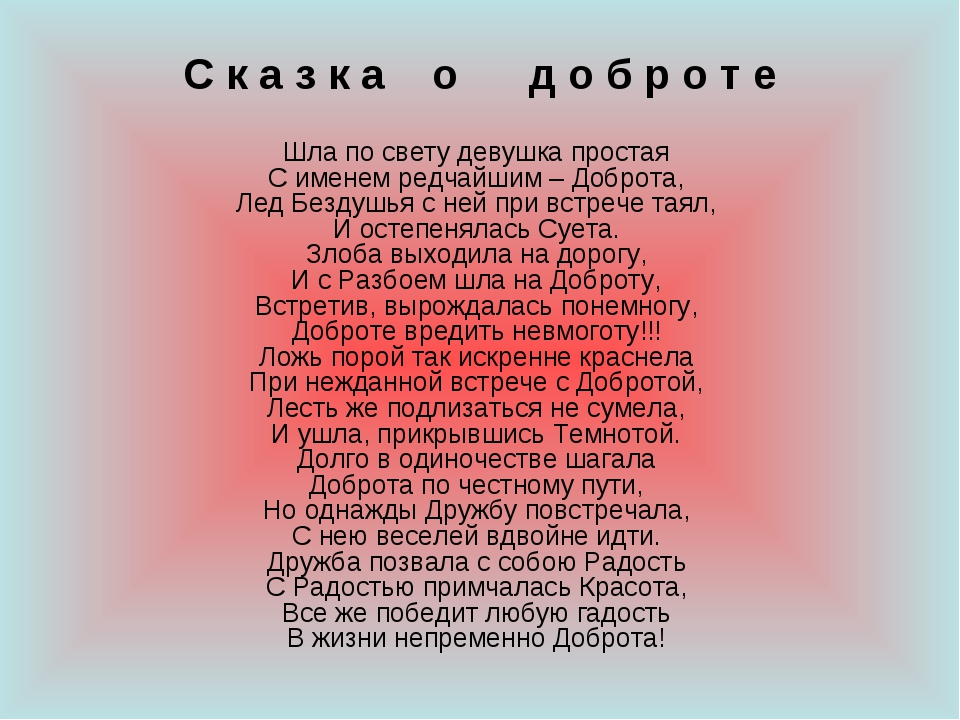 Сказка о доброте
Шла по свету девушка простая
С именем редчайшим – Доброта,
Лед Бездушья с ней при встрече таял,
И остепенялась Суета.
Злоба выходила на дорогу,
И с Разбоем шла на Доброту,
Встретив, вырождалась понемногу,
Доброте вредить невмоготу!!!
Ложь порой так искренне краснела
При нежданной встрече с Добротой,
Лесть же подлизаться не сумела,
И ушла, прикрывшись Темнотой.
Долго в одиночестве шагала
Доброта по честному пути,
Но однажды Дружбу повстречала,
С нею веселей вдвойне идти.
Дружба позвала с собою Радость
С Радостью примчалась Красота,
Все же победит любую гадость
В жизни непременно Доброта!